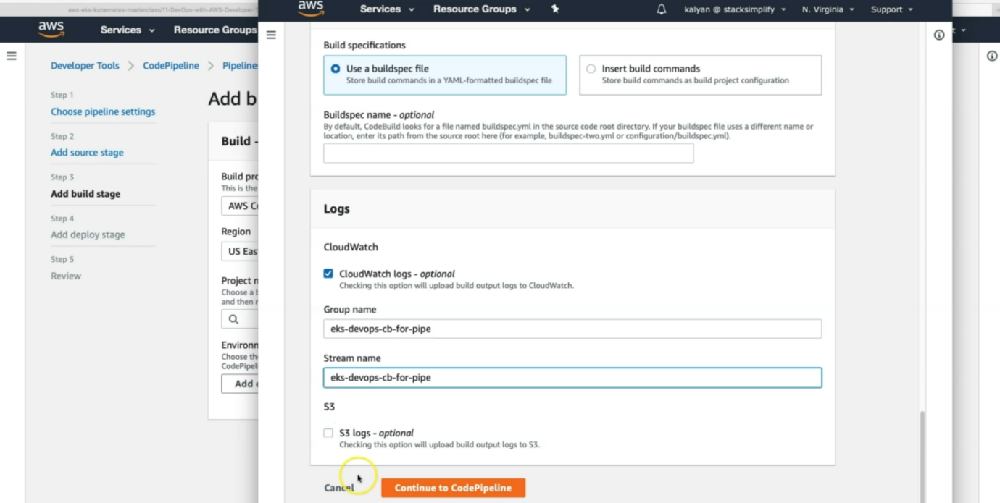 aws-eks-kubernetes-masterclass/11-DevOps-with-AWS-Developer-T
aws
Services
Resource Groups
Developer Tools
CodePipeline
Pipeline
Step 1
Choose pipeline settings
Step 2
Add source stage
Step 3
Add build stage
Step 4
Add deploy stage
Step 5
Review
Add b
Build -
Build pro
This is the
AWS Co
Region
US Eas
Project n
Choose a b
and then r
Environm
Choose the
CodePipel
Add e
aws
Services
Resource Groups
kalyan @ stacksimplify
N. Virginia
Support
Build specifications
Use a buildspec file
Store build commands in a YAML-formatted buildspec file
Insert build commands
Store build commands as build project configuration
Buildspec name - optional
By default, CodeBuild looks for a file named buildspec.yml in the source code root directory. If your buildspec file uses a different name or
location, enter its path from the source root here (for example, buildspec-two.yml or configuration/buildspec.yml).
Logs
CloudWatch
CloudWatch logs - optional
Checking this option will upload build output logs to CloudWatch.
Group name
eks-devops-cb-for-pipe
Stream name
eks-devops-cb-for-pipe
S3
S3 logs - optional
Checking this option will upload build output logs to S3.
Cancel
Continue to CodePipeline